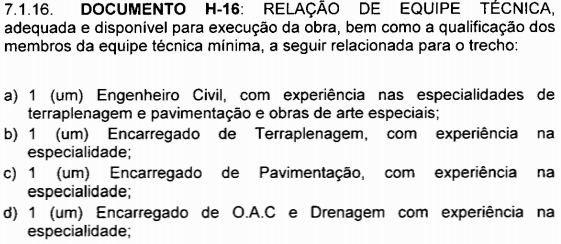 7.1.16. DOCUMENTO H-16: RELAÇÃO DE EQUIPE TÉCNICA,
adequada e disponível para execução da obra, bem como a qualificação dos
membros da equipe técnica mínima, a seguir relacionada para o trecho:
a) 1 (um) Engenheiro Civil, com experiência nas especialidades de
terraplenagem e pavimentação e obras de arte especiais;
b) 1 (um) Encarregado de Terraplenagem, com experiência na
especialidade;
c) 1 (um) Encarregado de Pavimentação, com experiência na
especialidade;
d) 1 (um) Encarregado de O.A.C e Drenagem com experiência na
especialidade;